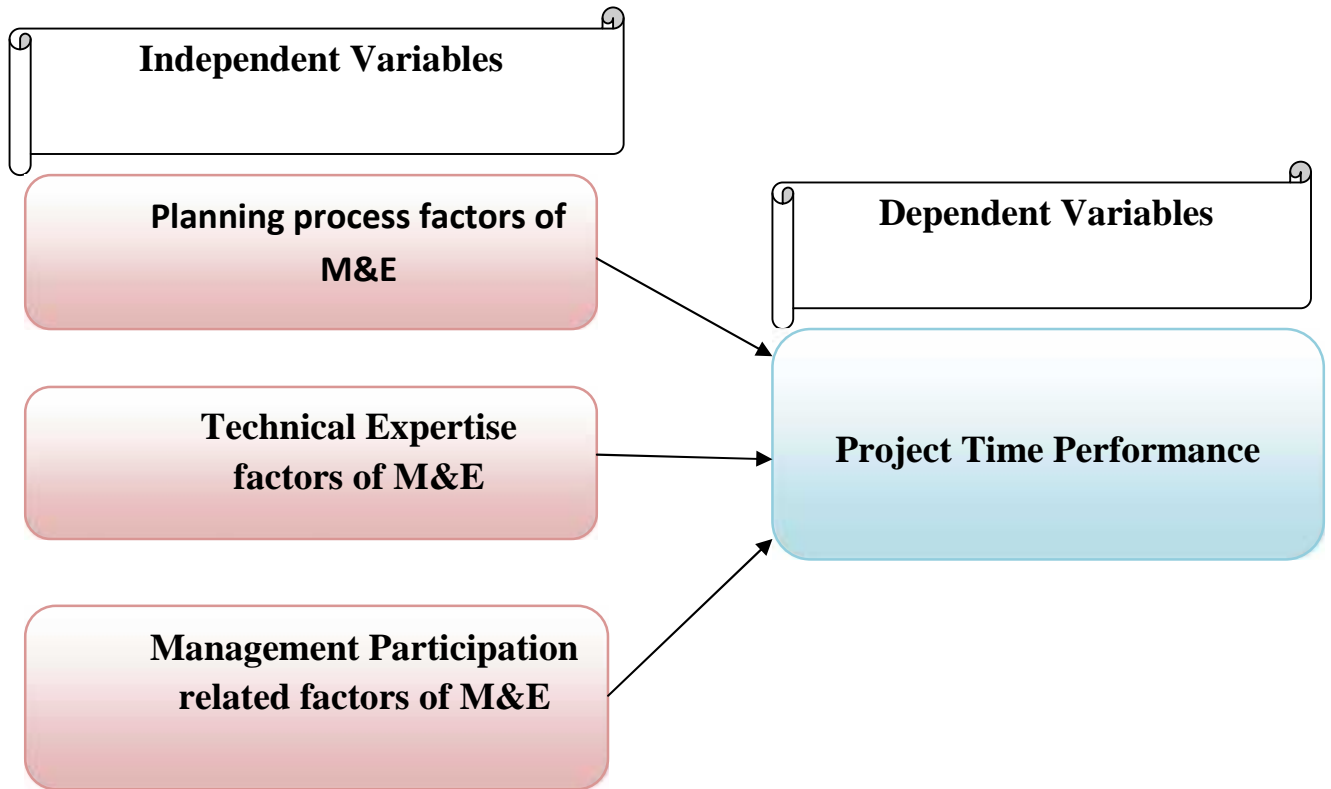 Independent Variables
Planning process factors of
M&E
Technical Expertise
factors of M&E
Management Participation
related factors of M&E
Dependent Variables
Project Time Performance